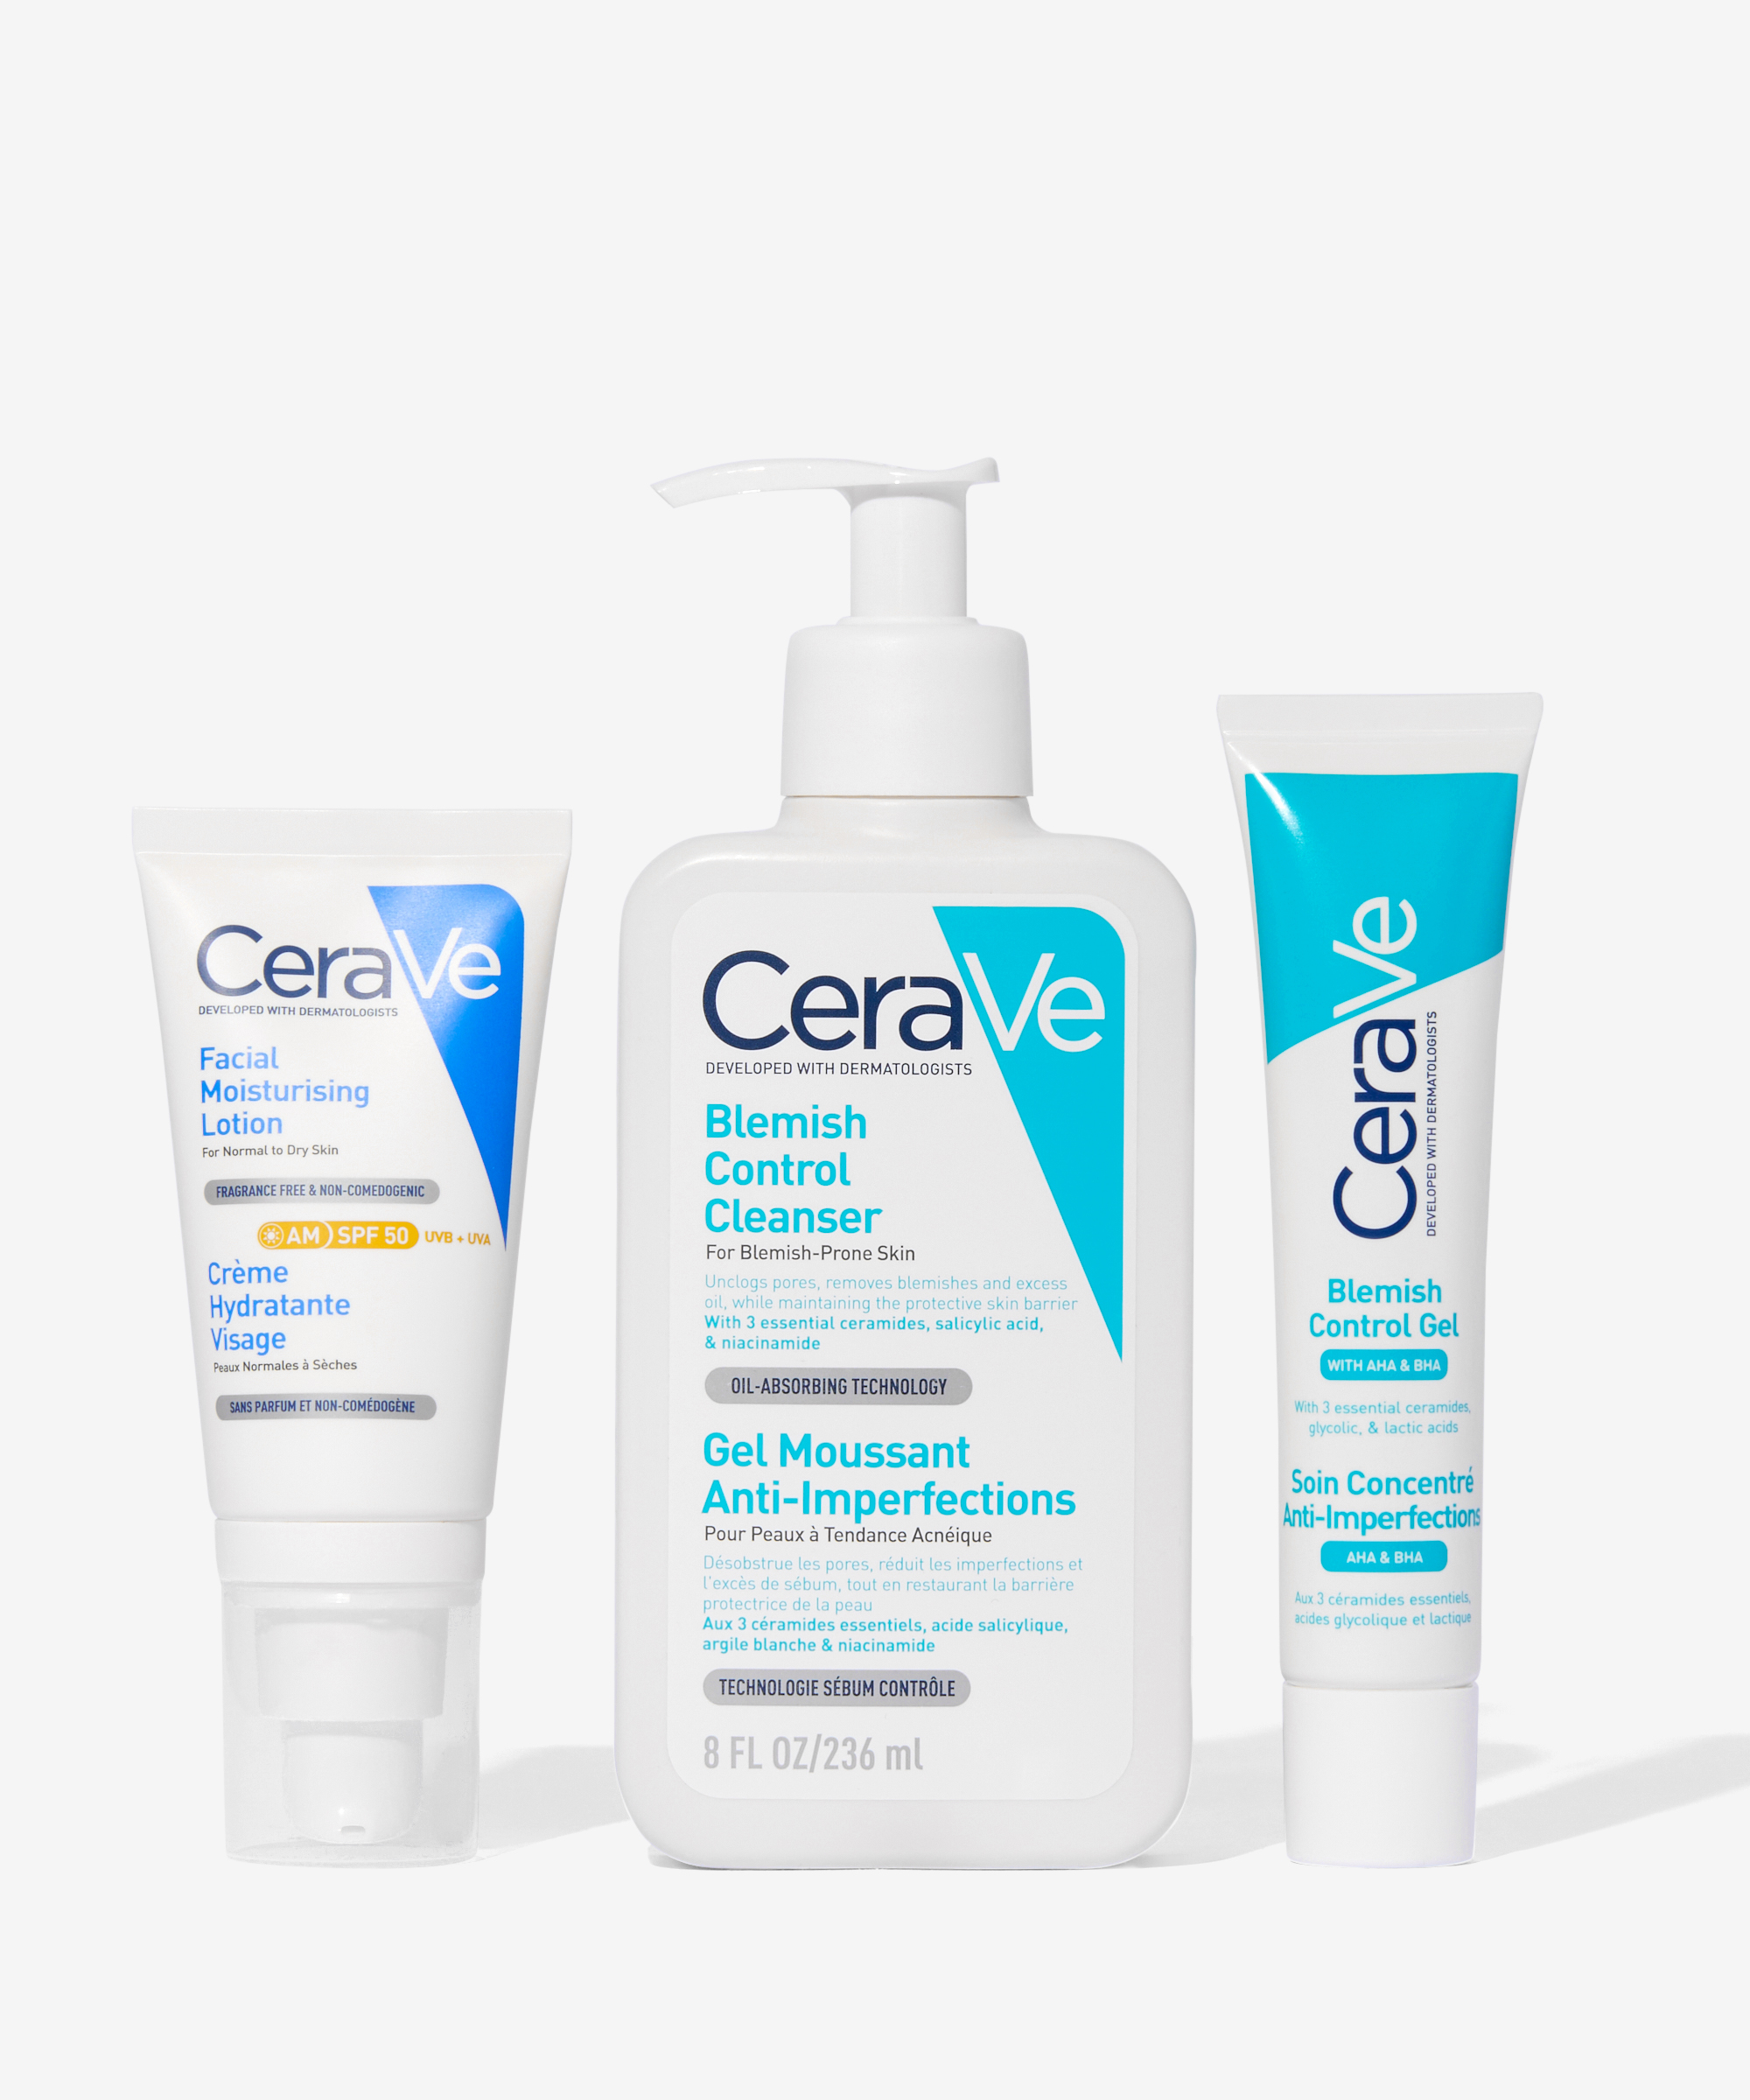 CeraVe
DEVELOPED WITH DERMATOLOGISTS
Facial
Moisturising
Lotion
For Normal to Dry Skin
FRAGRANCE FREE & NON-COMEDOGENIC
AM SPF 50 UVB + UVA
Crème
Hydratante
Visage
Peaux Normales à Sèches
SANS PARFUM ET NON-COMÉDOGÈNE
CeraVe
DEVELOPED WITH DERMATOLOGISTS
Blemish
Control
Cleanser
For Blemish-Prone Skin
Unclogs pores, removes blemishes and excess
oil, while maintaining the protective skin barrier
With 3 essential ceramides, salicylic acid,
& niacinamide
OIL-ABSORBING TECHNOLOGY
Gel Moussant
Anti-Imperfections
Pour Peaux à Tendance Acnéique
Désobstrue les pores, réduit les imperfections et
l'excès de sébum, tout en restaurant la barrière
protectrice de la peau
Aux 3 céramides essentiels, acide salicylique,
argile blanche & niacinamide
TECHNOLOGIE SÉBUM CONTRÔLE
8 FL OZ/236 ml
CeraVe
DEVELOPED WITH DERMATOLOGISTS
Blemish
Control Gel
WITH AHA & BHA
With 3 essential ceramides,
glycolic, & lactic acids
Soin Concentré
Anti-Imperfections
AHA & BHA
Aux 3 céramides essentiels,
acides glycolique et lactique